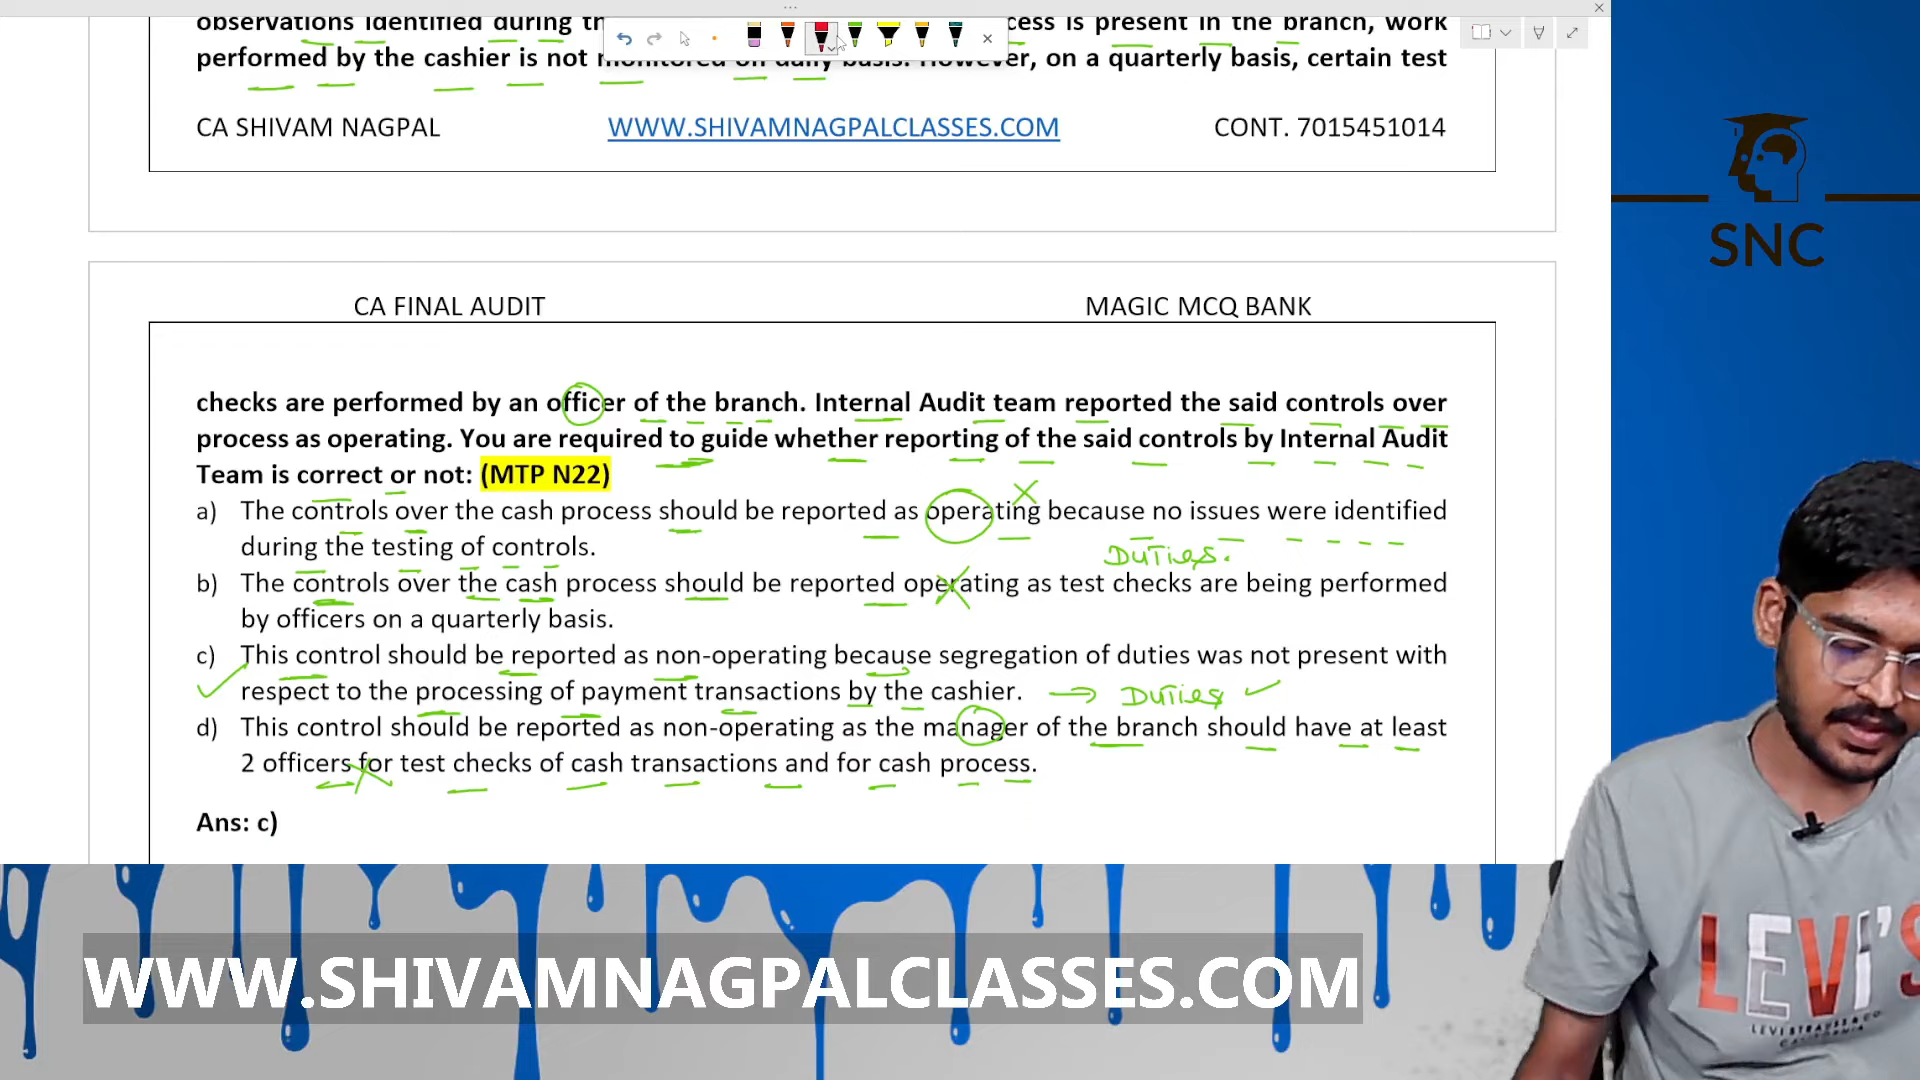 observations identified during th cess is present in the branch, work
performed by the cashier is not monitored on daily basis. However, on a quarterly basis, certain test
CA SHIVAM NAGPAL WWW.SHIVAMNAGPALCLASSES.COM CONT. 7015451014
SNC
CA FINAL AUDIT MAGIC MCQ BANK
checks are performed by an officer of the branch. Internal Audit team reported the said controls over
process as operating. You are required to guide whether reporting of the said controls by Internal Audit
Team is correct or not: (MTP N22)
a) The controls over the cash process should be reported as operating because no issues were identified
during the testing of controls.
Duties.
b) The controls over the cash process should be reported operating as test checks are being performed
by officers on a quarterly basis.
c) This control should be reported as non-operating because segregation of duties was not present with
respect to the processing of payment transactions by the cashier. → Duties ✓
d) This control should be reported as non-operating as the manager of the branch should have at least
2 officers for test checks of cash transactions and for cash process.
Ans: c)
WWW.SHIVAMNAGPALCLASSES.COM
LEVI'S